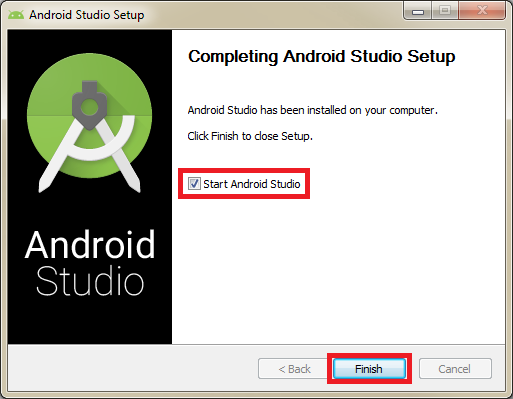 Android Studio Setup
Completing Android Studio Setup
Android Studio has been installed on your computer.
Click Finish to close Setup.
Start Android Studio
Android
Studio
< Back
Finish
Cancel